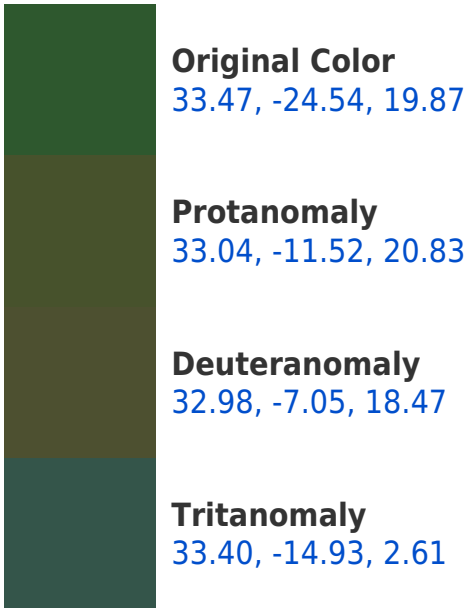 Original Color
33.47, -24.54, 19.87
Protanomaly
33.04, -11.52, 20.83
Deuteranomaly
32.98, -7.05, 18.47
Tritanomaly
33.40, -14.93, 2.61